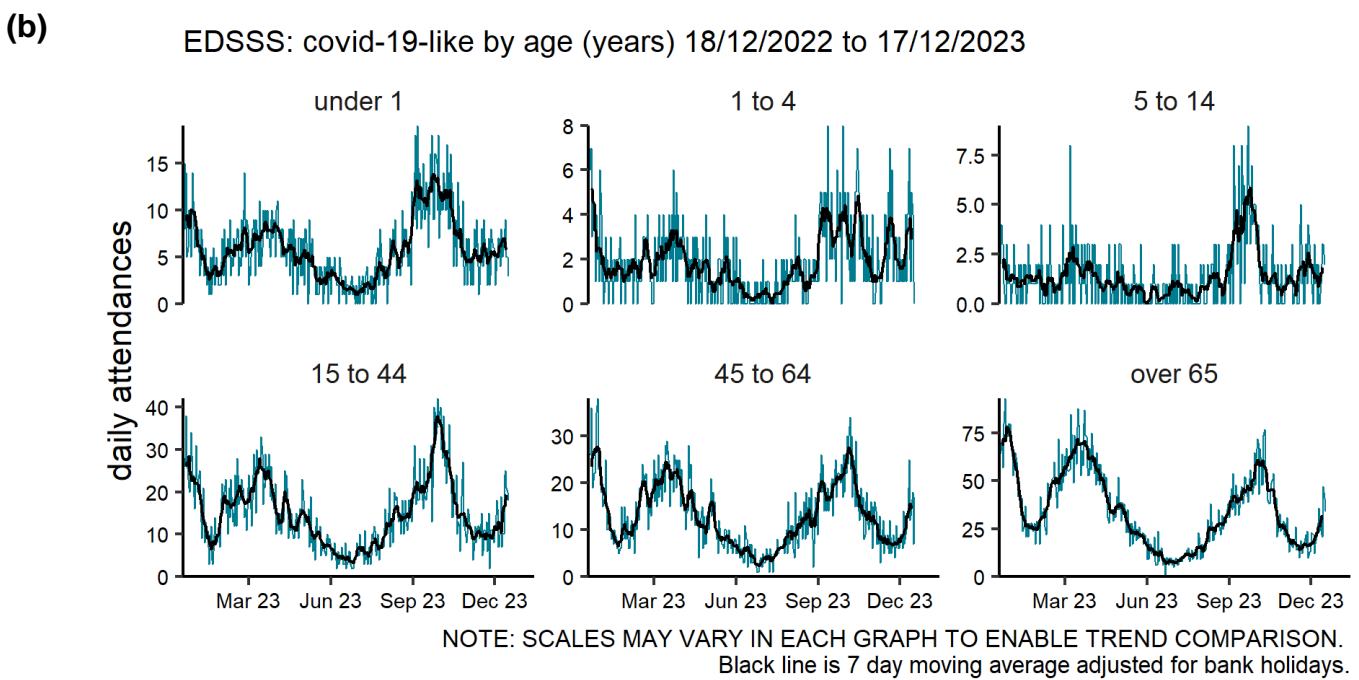 (b)
EDSSS: covid-19-like by age (years) 18/12/2022 to 17/12/2023
daily attendances
under 1
15
10
5
0
1 to 4
8
6
4
2
0
5 to 14
7.5
5.0
2.5
0.0
15 to 44
40
30
20
10
0
Mar 23 Jun 23 Sep 23 Dec 23
45 to 64
30
20
10
0
Mar 23 Jun 23 Sep 23 Dec 23
over 65
75
50
25
0
Mar 23 Jun 23 Sep 23 Dec 23
NOTE: SCALES MAY VARY IN EACH GRAPH TO ENABLE TREND COMPARISON.
Black line is 7 day moving average adjusted for bank holidays.